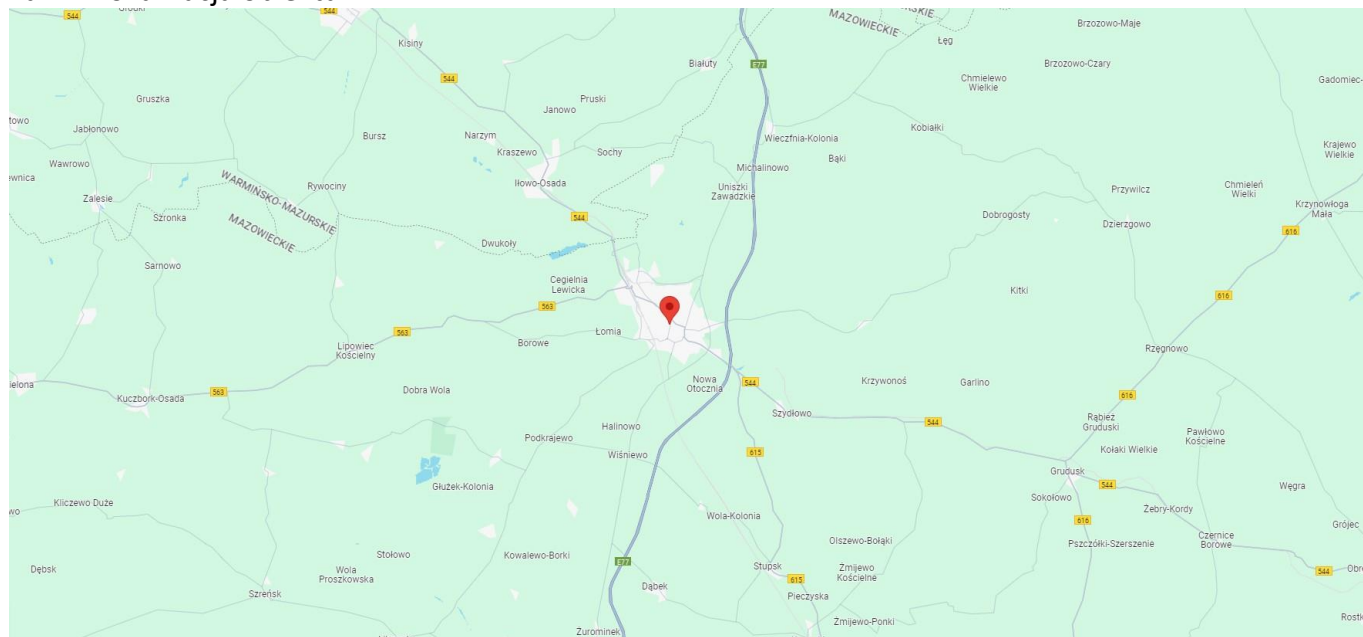 544
544
Kisiny
544
Białuty
E77
MAZOWIECKIE
Łęg
Brzozowo-Maje
Brzozowo-Czary
Chmielewo
Wielkie
Gruszka
Janowo
Pruski
Jabłonowo
Bursz
Narzym
Kraszewo
Sochy
Wieczfnia-Kolonia
Kobiałki
Bąki
Krajewo
Wielkie
Wawrowo
Michalinowo
Zalesie
WARMIŃSKO-MAZURSKIE
MAZOWIECKIE
Rywociny
Iłowo-Osada
Uniszki
Zawadzkie
Przywilcz
Chmieleń
Wielki
Krzynowłoga
Mała
Szronka
544
Dobrogosty
Dzierzgowo
616
Dwukoły
Sarnowo
Cegielnia
Lewicka
Kitki
616
563
563
Łomia
Borowe
Lipowiec
Kościelny
Rzęgnowo
Nowa
Otocznia
544
Krzywonoś
Garlino
563
Kuczbork-Osada
Dobra Wola
616
Szydłowo
544
Rąbież
Gruduski
Pawłowo
Kościelne
Halinowo
Podkrajewo
Wiśniewo
615
Kołaki Wielkie
Grudusk
544
Głużek-Kolonia
Węgra
Sokołowo
Kliczewo Duże
Żebry-Kordy
Wola-Kolonia
616
Grójec
Olszewo-Bołąki
Pszczółki-Szerszenie
Czernice
Borowe
Stołowo
Kowalewo-Borki
E77
Dębsk
Wola
Proszkowska
Stupsk
Żmijewo
Kościelne
544
615
Dąbek
Szreńsk
Pieczyska
Żmijewo-Ponki
Żurominek